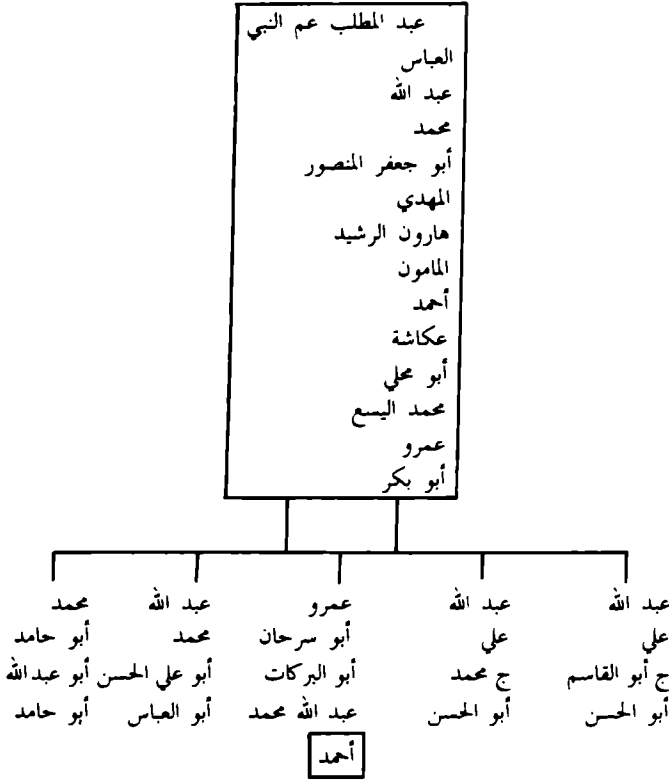 عبد المطلب عم النبي
العباس
عبد الله
محمد
أبو جعفر المنصور
المهدي
هارون الرشيد
المامون
أحمد
عكاشة
أبو محلي
محمد اليسع
عمرو
أبو بكر
عبد الله عبد الله عمرو عبد الله محمد
علي علي أبو سرحان محمد أبو حامد
ج أبو القاسم ج محمد أبو البركات أبو علي الحسن أبو عبدالله
أبو الحسن أبو الحسن عبد الله محمد أبو العباس أبو حامد
أحمد